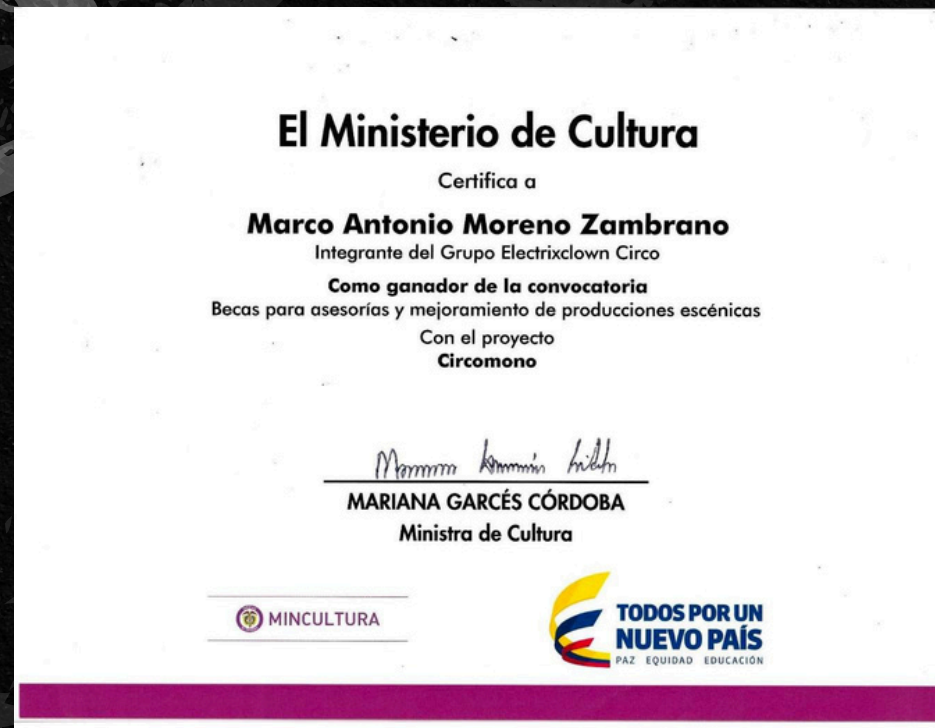 El Ministerio de Cultura
Certifica a
Marco Antonio Moreno Zambrano
Integrante del Grupo Electrixclown Circo
Como ganador de la convocatoria
Becas para asesorías y mejoramiento de producciones escénicas
Con el proyecto
Circomono
MARIANA GARCÉS CÓRDOBA
Ministra de Cultura
MINCULTURA
TODOS POR UN
NUEVO PAÍS
PAZ EQUIDAD EDUCACIÓN